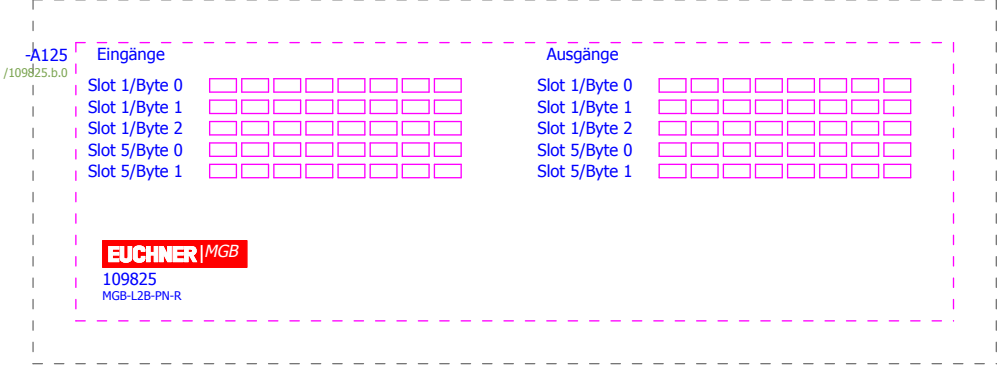 -A125 Eingänge Ausgänge
/109825.b.0
Slot 1/Byte 0 Slot 1/Byte 0
Slot 1/Byte 1 Slot 1/Byte 1
Slot 1/Byte 2 Slot 1/Byte 2
Slot 5/Byte 0 Slot 5/Byte 0
Slot 5/Byte 1 Slot 5/Byte 1
EUCHNER|MGB
109825
MGB-L2B-PN-R